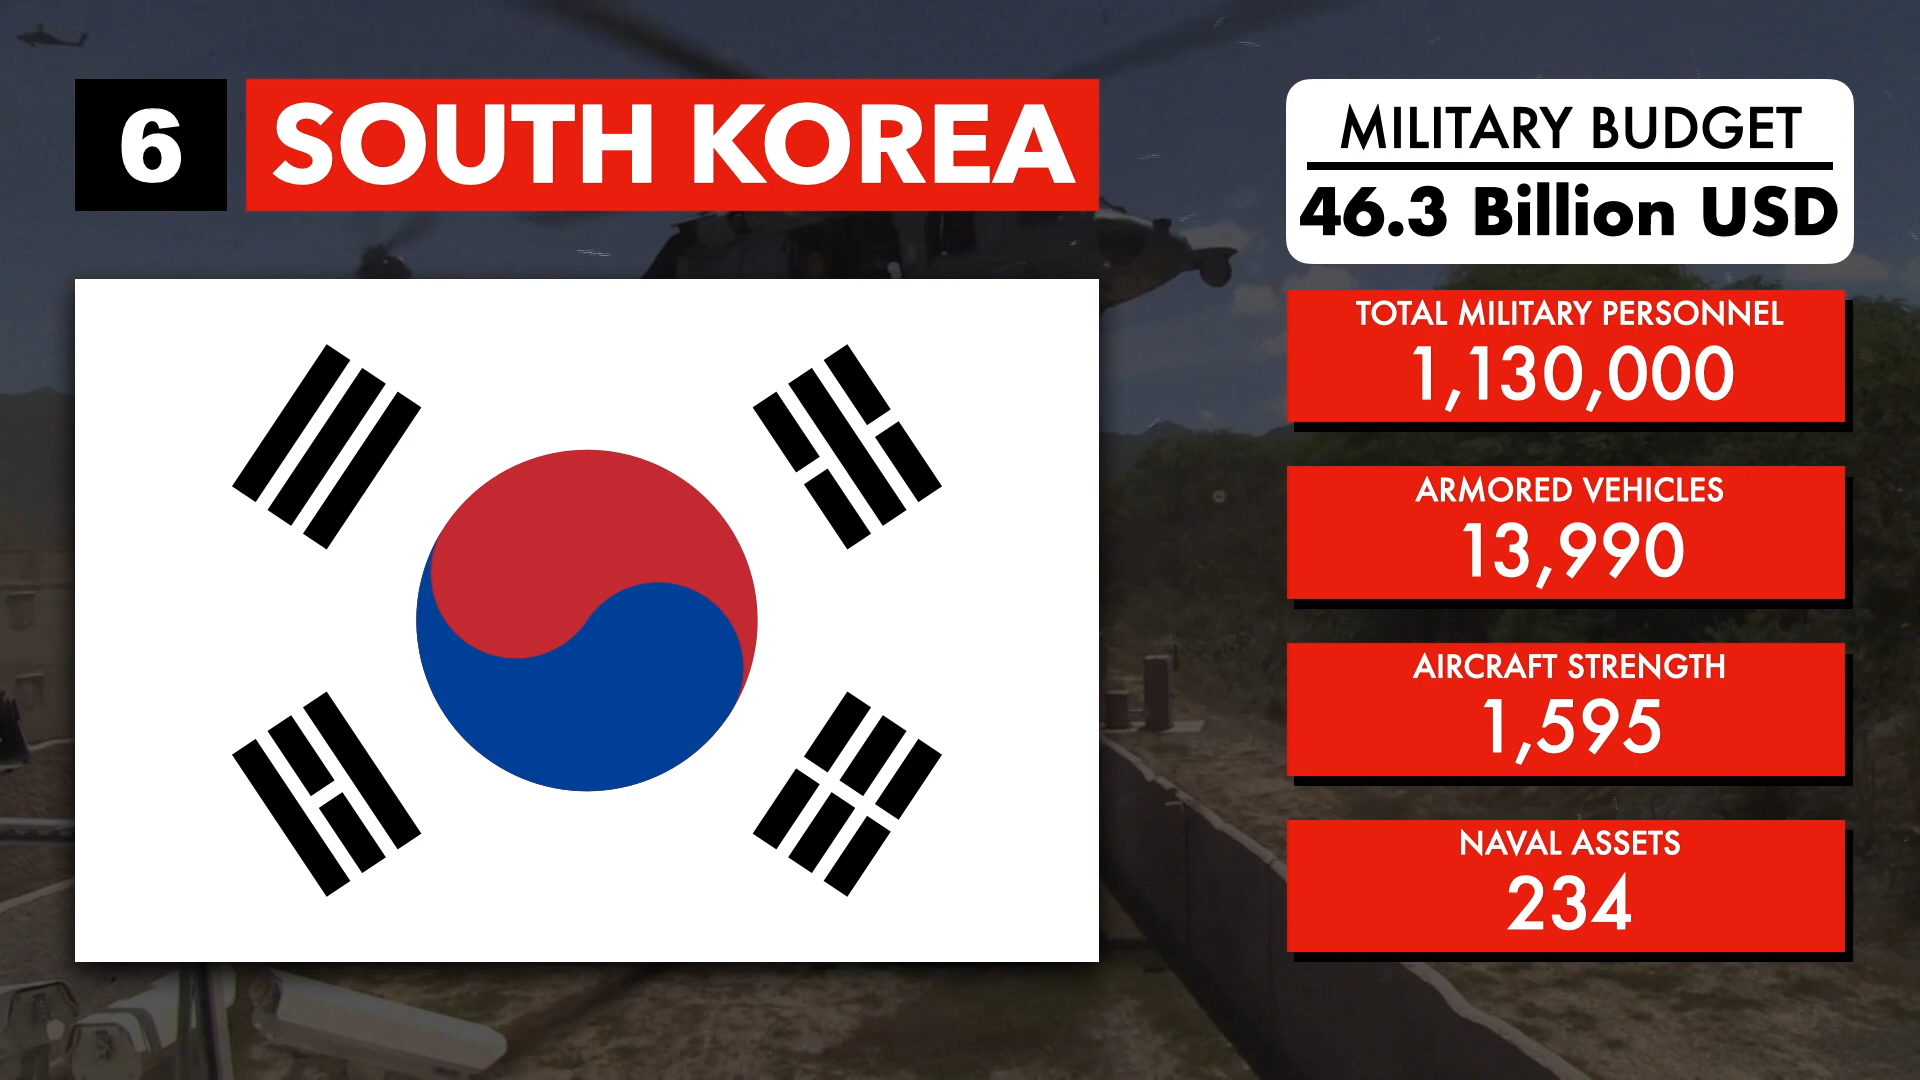 6
SOUTH KOREA
MILITARY BUDGET
46.3 Billion USD
TOTAL MILITARY PERSONNEL
1,130,000
ARMORED VEHICLES
13,990
AIRCRAFT STRENGTH
1,595
NAVAL ASSETS
234